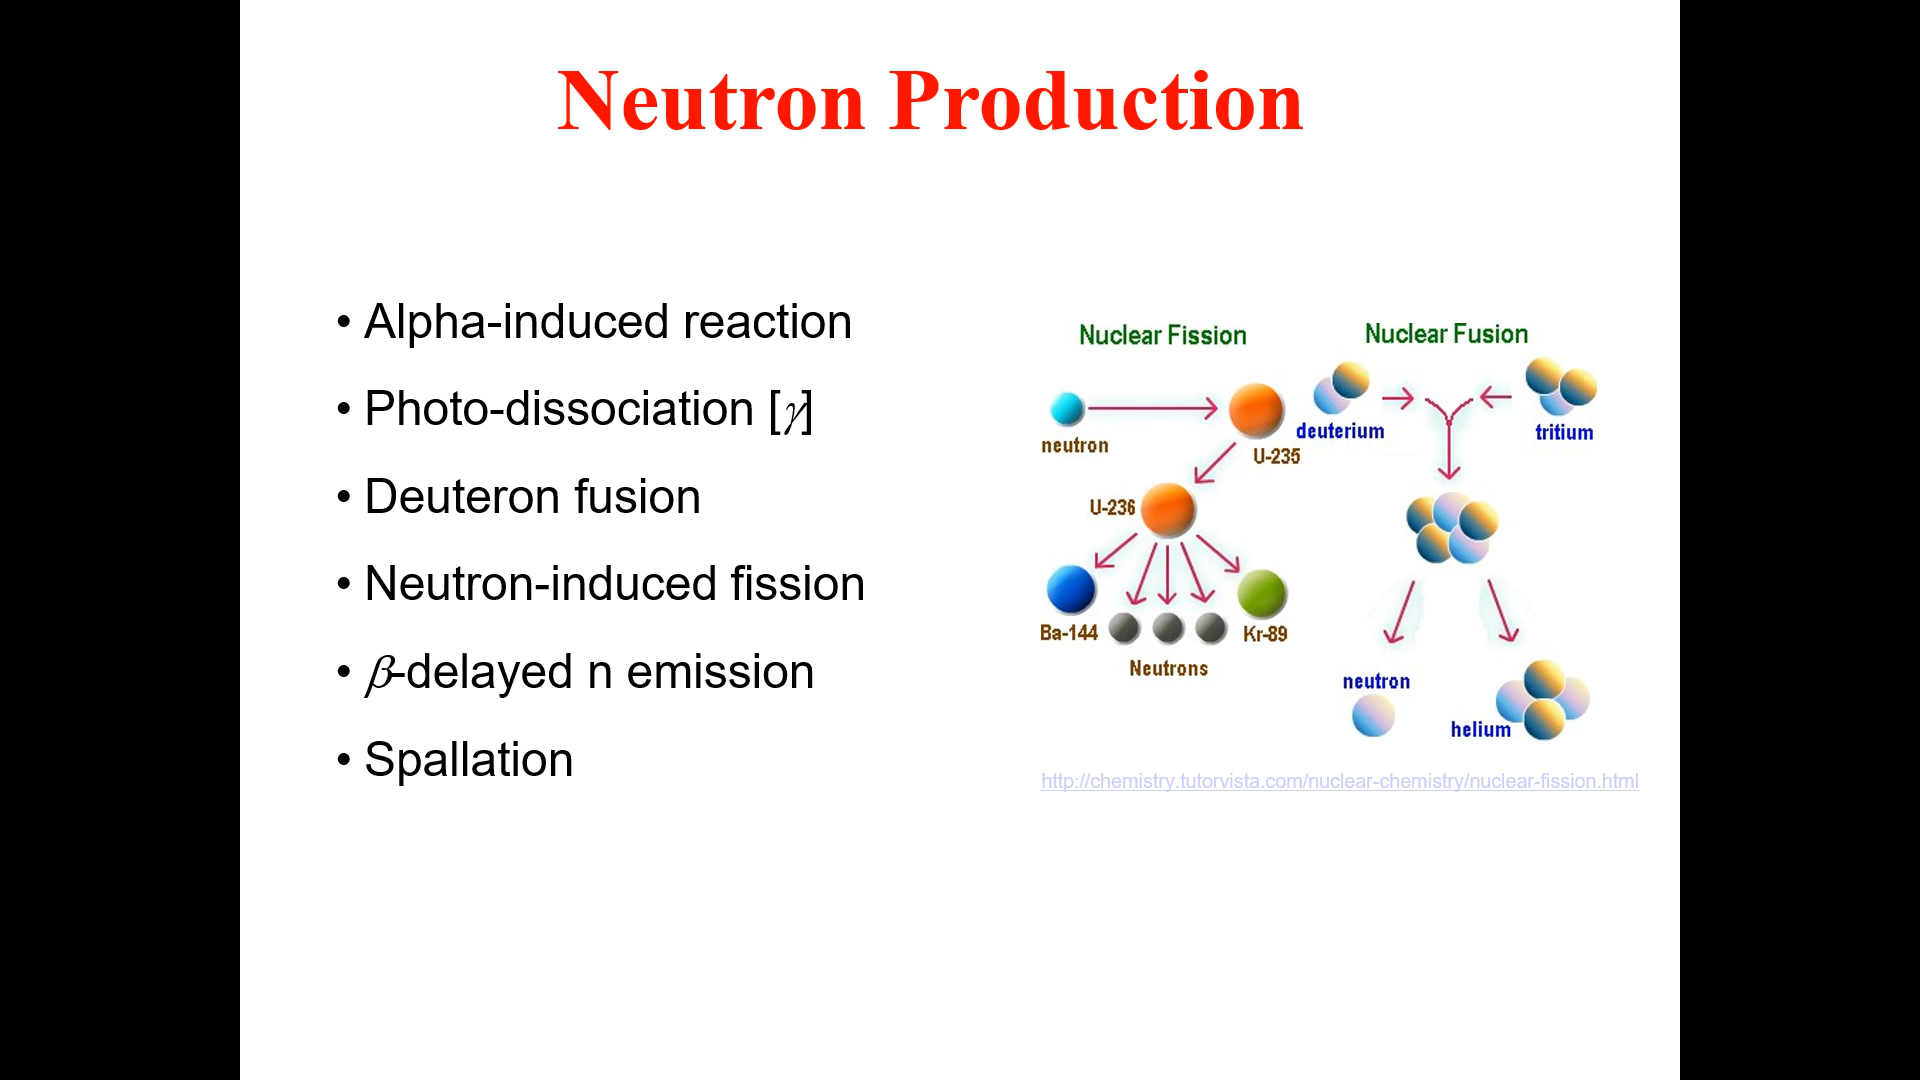 Neutron Production
• Alpha-induced reaction
• Photo-dissociation [γ]
• Deuteron fusion
• Neutron-induced fission
• β-delayed n emission
• Spallation
Nuclear Fission
neutron
U-235
U-236
Ba-144
Kr-89
Neutrons
Nuclear Fusion
deuterium
tritium
neutron
helium
http://chemistry.tutorvista.com/nuclear-chemistry/nuclear-fission.html